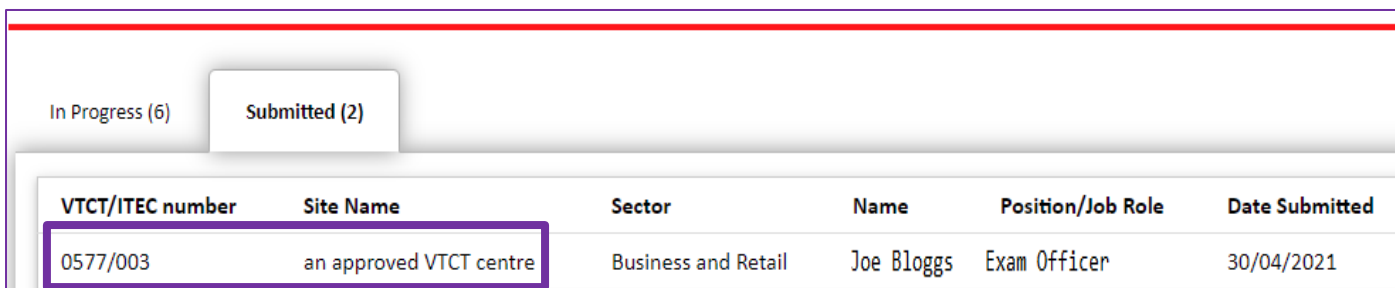 In Progress (6) Submitted (2)
VTCT/ITEC number Site Name Sector Name Position/Job Role Date Submitted
0577/003 an approved VTCT centre Business and Retail Joe Bloggs Exam Officer 30/04/2021